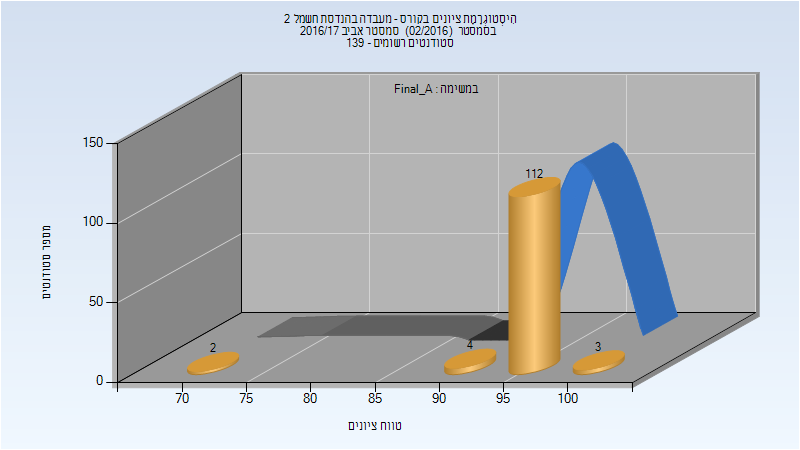 היסטוגרמת ציונים בקורס - מעבדה בהנדסת חשמל 2
בסמסטר (02/2016) סמסטר אביב 2016/17
סטודנטים רשומים - 139
במשימה : Final_A
מספר סטודנטים
150
100
50
0
2
4
112
3
70 75 80 85 90 95 100
טווח ציונים